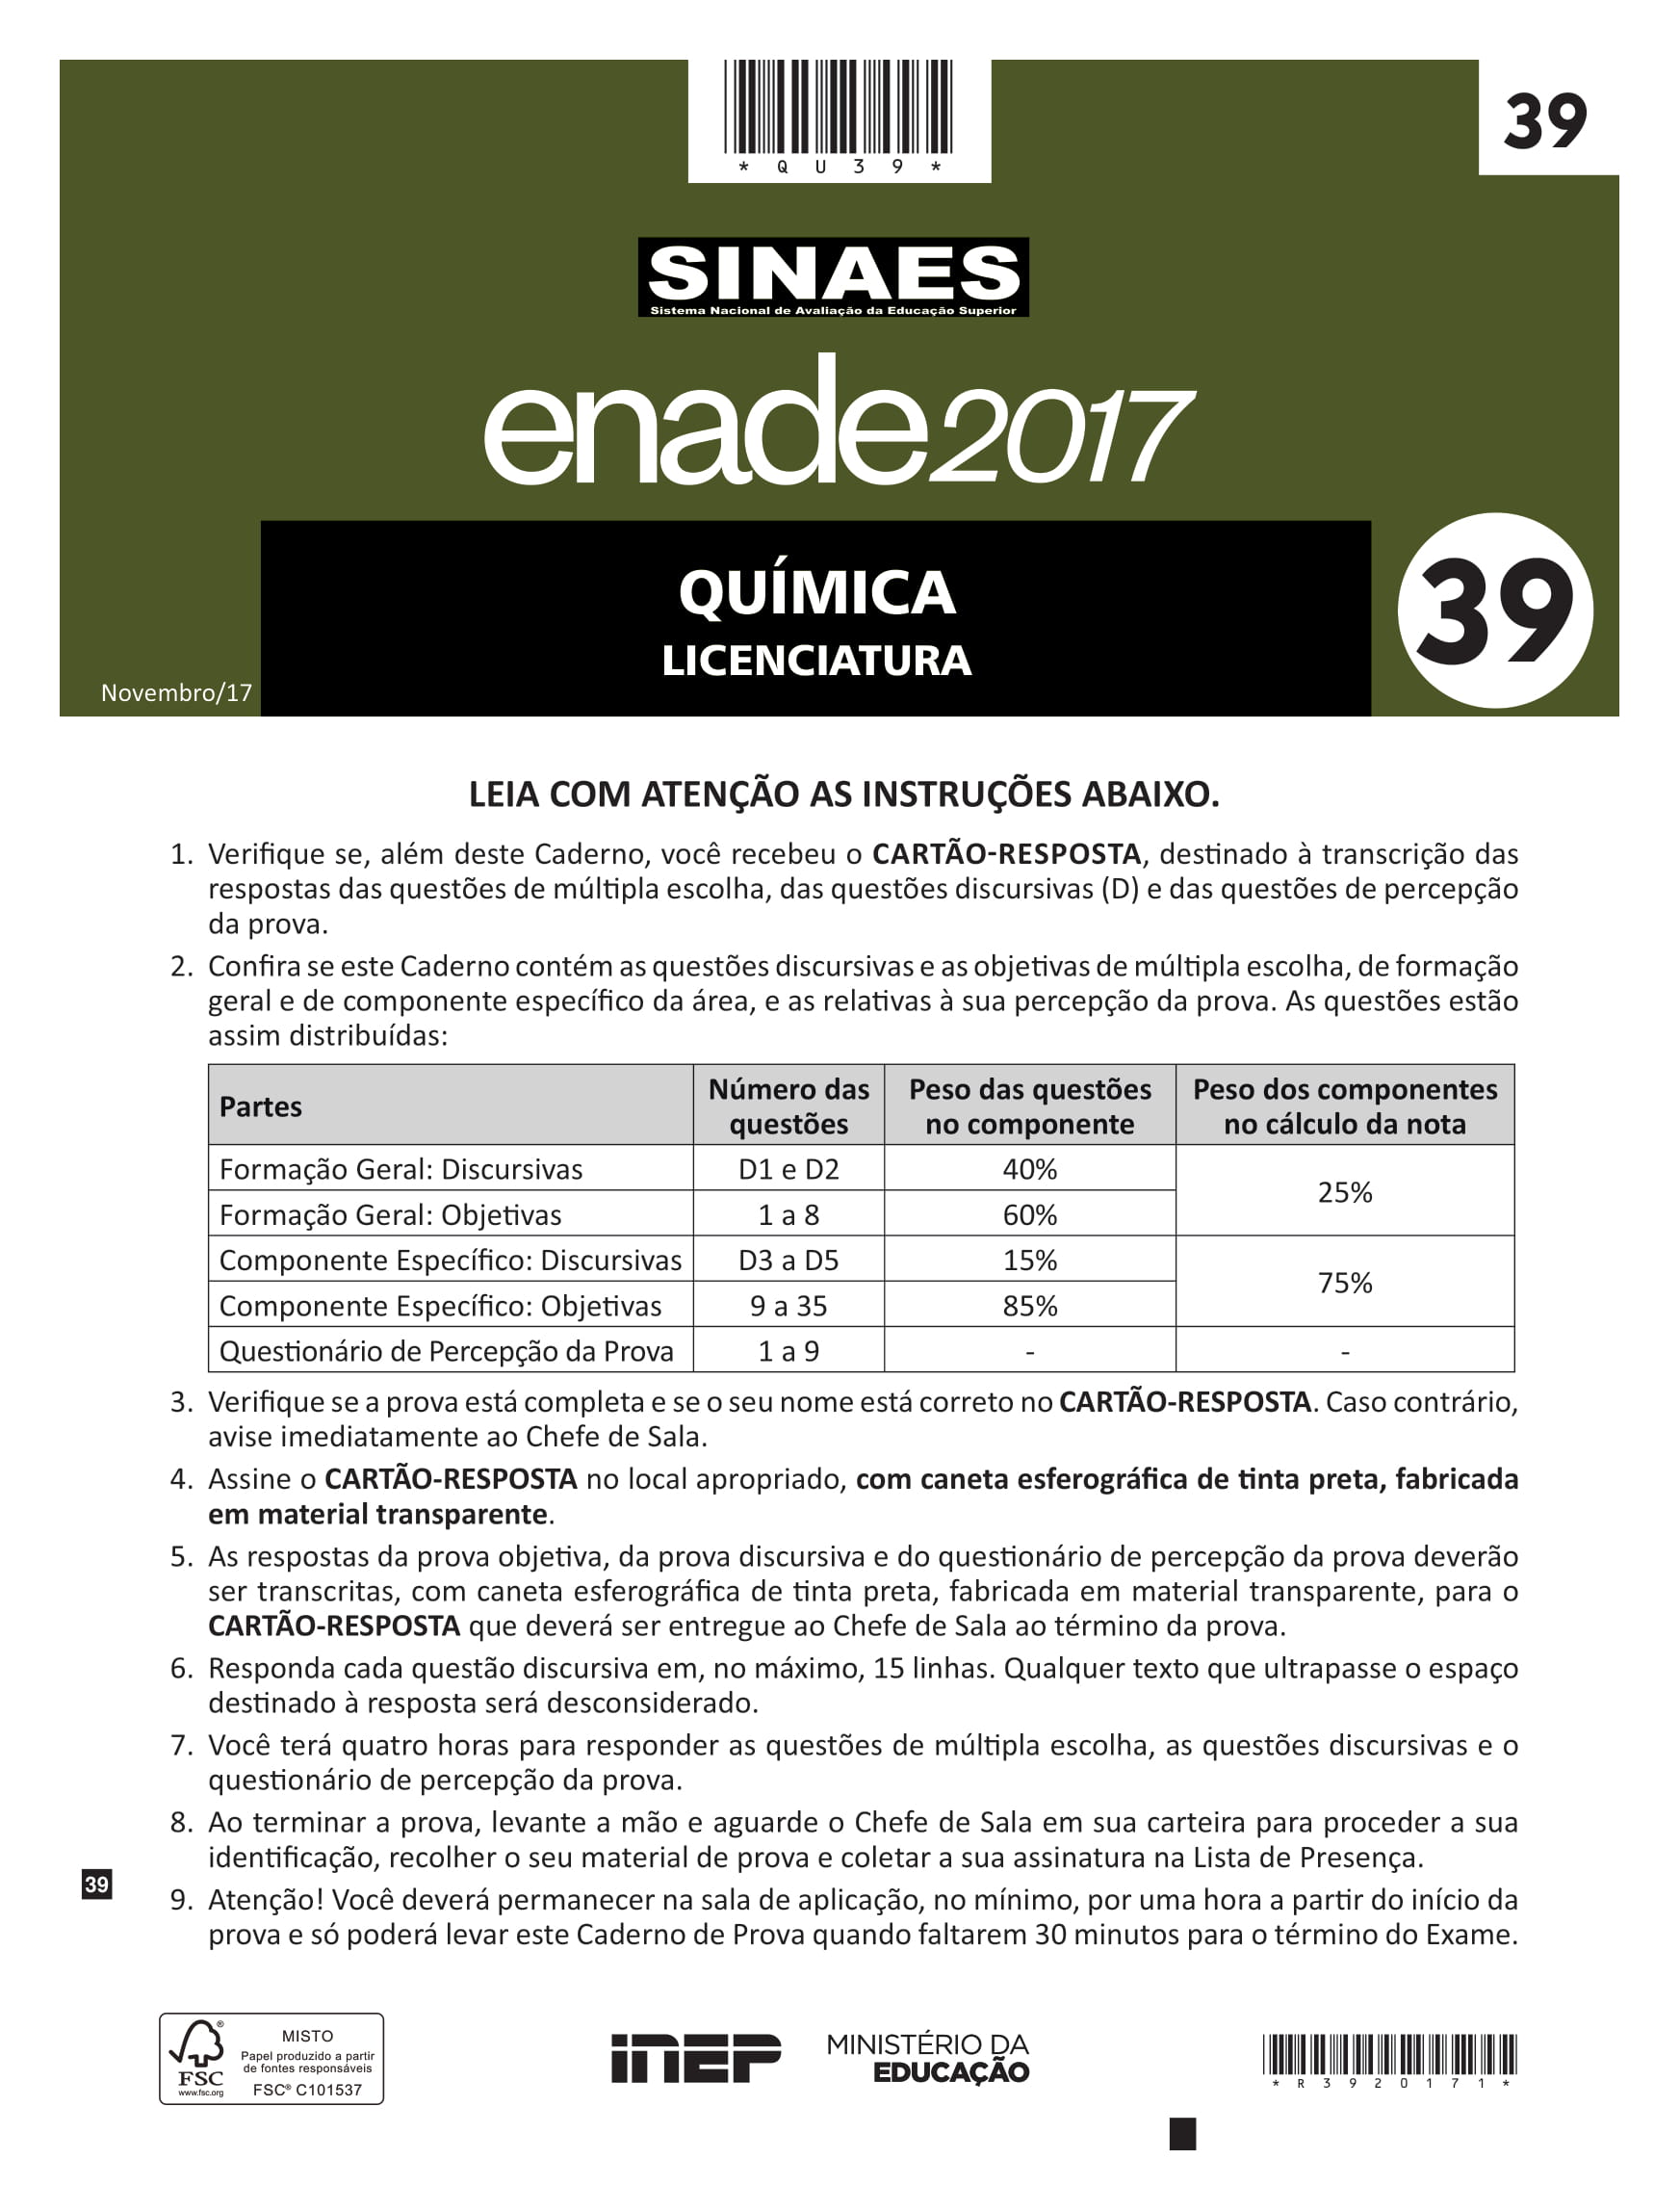 * Q U 3 9 *
39
SINAES
Sistema Nacional de Avaliação da Educação Superior
enade2017
QUÍMICA
LICENCIATURA
39
Novembro/17
LEIA COM ATENÇÃO AS INSTRUÇÕES ABAIXO.
1. Verifique se, além deste Caderno, você recebeu o CARTÃO-RESPOSTA, destinado à transcrição das
respostas das questões de múltipla escolha, das questões discursivas (D) e das questões de percepção
da prova.
2. Confira se este Caderno contém as questões discursivas e as objetivas de múltipla escolha, de formação
geral e de componente específico da área, e as relativas à sua percepção da prova. As questões estão
assim distribuídas:
Partes Número das questões Peso das questões no componente Peso dos componentes no cálculo da nota
Formação Geral: Discursivas D1 e D2 40% 25%
Formação Geral: Objetivas 1 a 8 60%
Componente Específico: Discursivas D3 a D5 15% 75%
Componente Específico: Objetivas 9 a 35 85%
Questionário de Percepção da Prova 1 a 9 - -
3. Verifique se a prova está completa e se o seu nome está correto no CARTÃO-RESPOSTA. Caso contrário,
avise imediatamente ao Chefe de Sala.
4. Assine o CARTÃO-RESPOSTA no local apropriado, com caneta esferográfica de tinta preta, fabricada
em material transparente.
5. As respostas da prova objetiva, da prova discursiva e do questionário de percepção da prova deverão
ser transcritas, com caneta esferográfica de tinta preta, fabricada em material transparente, para o
CARTÃO-RESPOSTA que deverá ser entregue ao Chefe de Sala ao término da prova.
6. Responda cada questão discursiva em, no máximo, 15 linhas. Qualquer texto que ultrapasse o espaço
destinado à resposta será desconsiderado.
7. Você terá quatro horas para responder as questões de múltipla escolha, as questões discursivas e o
questionário de percepção da prova.
8. Ao terminar a prova, levante a mão e aguarde o Chefe de Sala em sua carteira para proceder a sua
identificação, recolher o seu material de prova e coletar a sua assinatura na Lista de Presença.
39
9. Atenção! Você deverá permanecer na sala de aplicação, no mínimo, por uma hora a partir do início da
prova e só poderá levar este Caderno de Prova quando faltarem 30 minutos para o término do Exame.
®
FSC
www.fsc.org
MISTO
Papel produzido a partir
de fontes responsáveis
FSC® C101537
INEP
MINISTÉRIO DA
EDUCAÇÃO
* R 3 9 2 0 1 7 1 *